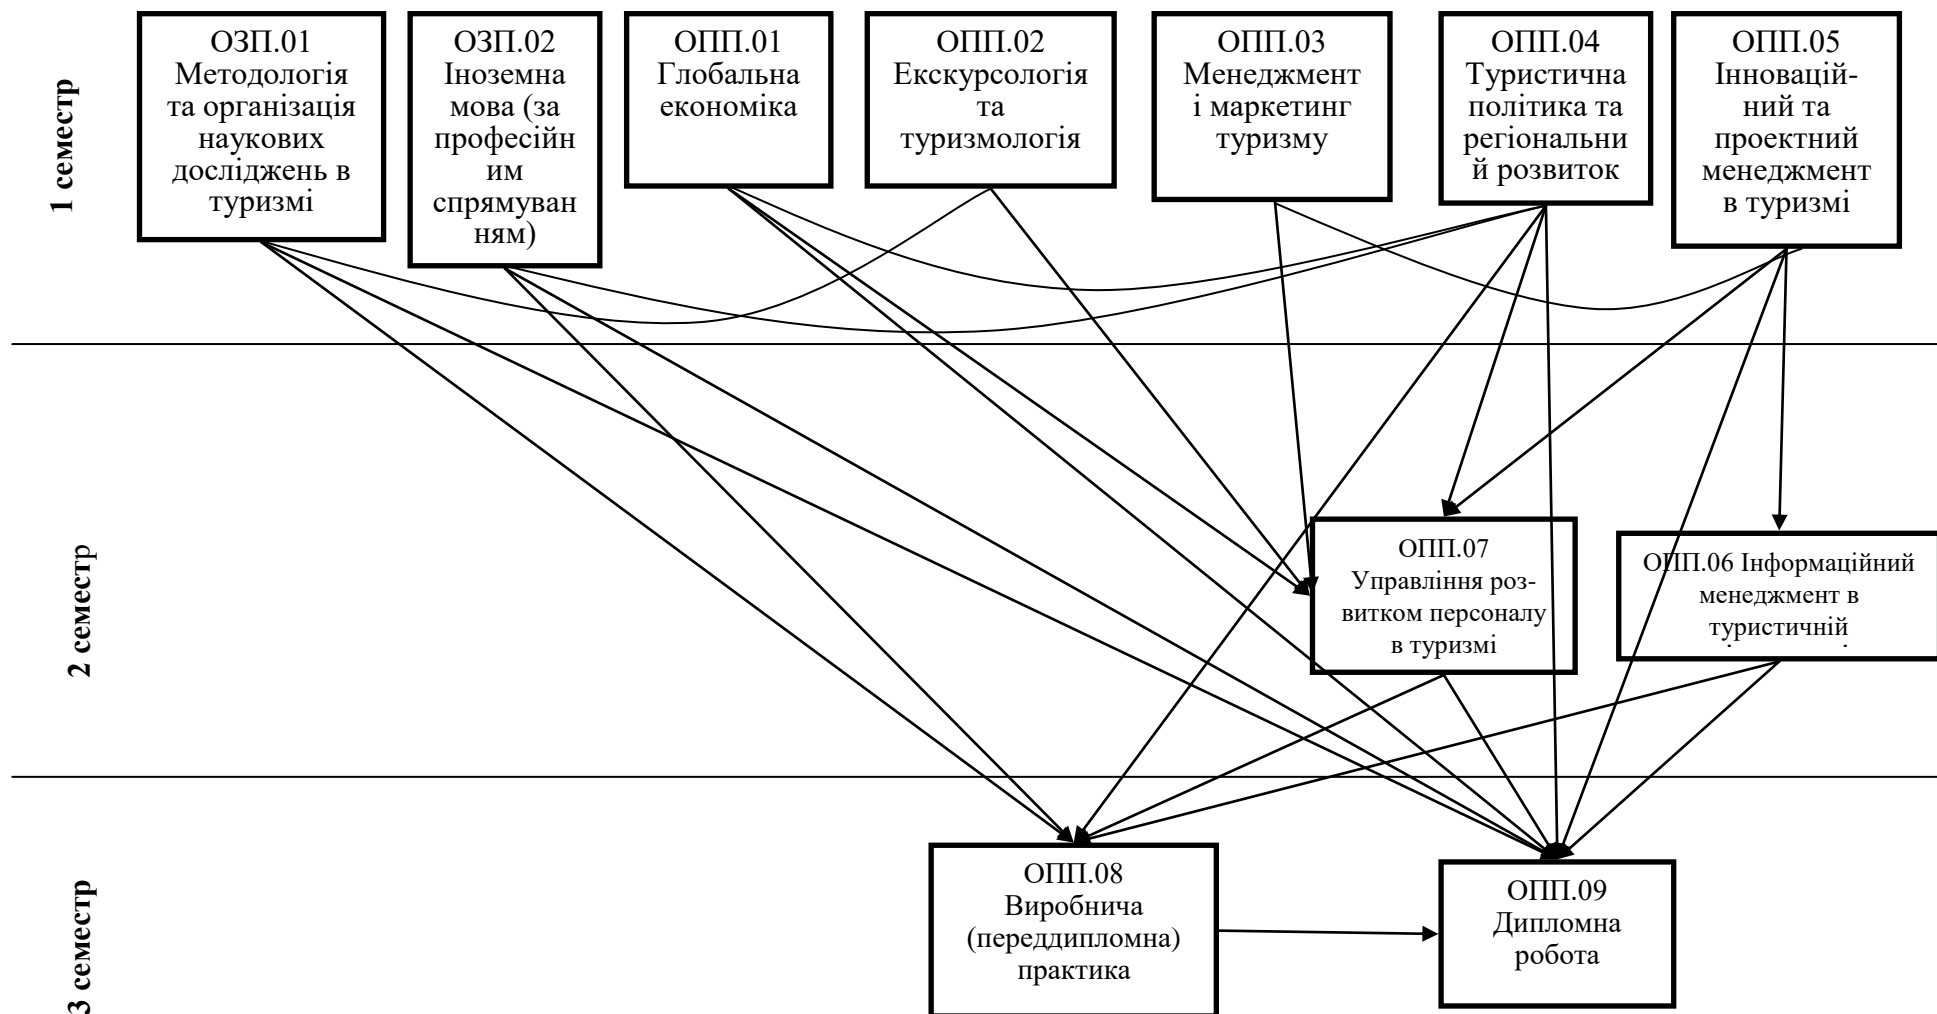 1 семестр
ОЗП.01
Методологія
та організація
наукових
досліджень в
туризмі
ОЗП.02
Іноземна
мова (за
професійн
им
спрямуван
ням)
ОПП.01
Глобальна
економіка
ОПП.02
Екскурсологія
та
туризмологія
ОПП.03
Менеджмент
і маркетинг
туризму
ОПП.04
Туристична
політика та
регіональни
й розвиток
ОПП.05
Інновацій-
ний та
проектний
менеджмент
в туризмі
2 семестр
ОПП.07
Управління роз-
витком персоналу
в туризмі
ОПП.06 Інформаційний
менеджмент в
туристичній
3 семестр
ОПП.08
Виробнича
(переддипломна)
практика
ОПП.09
Дипломна
робота